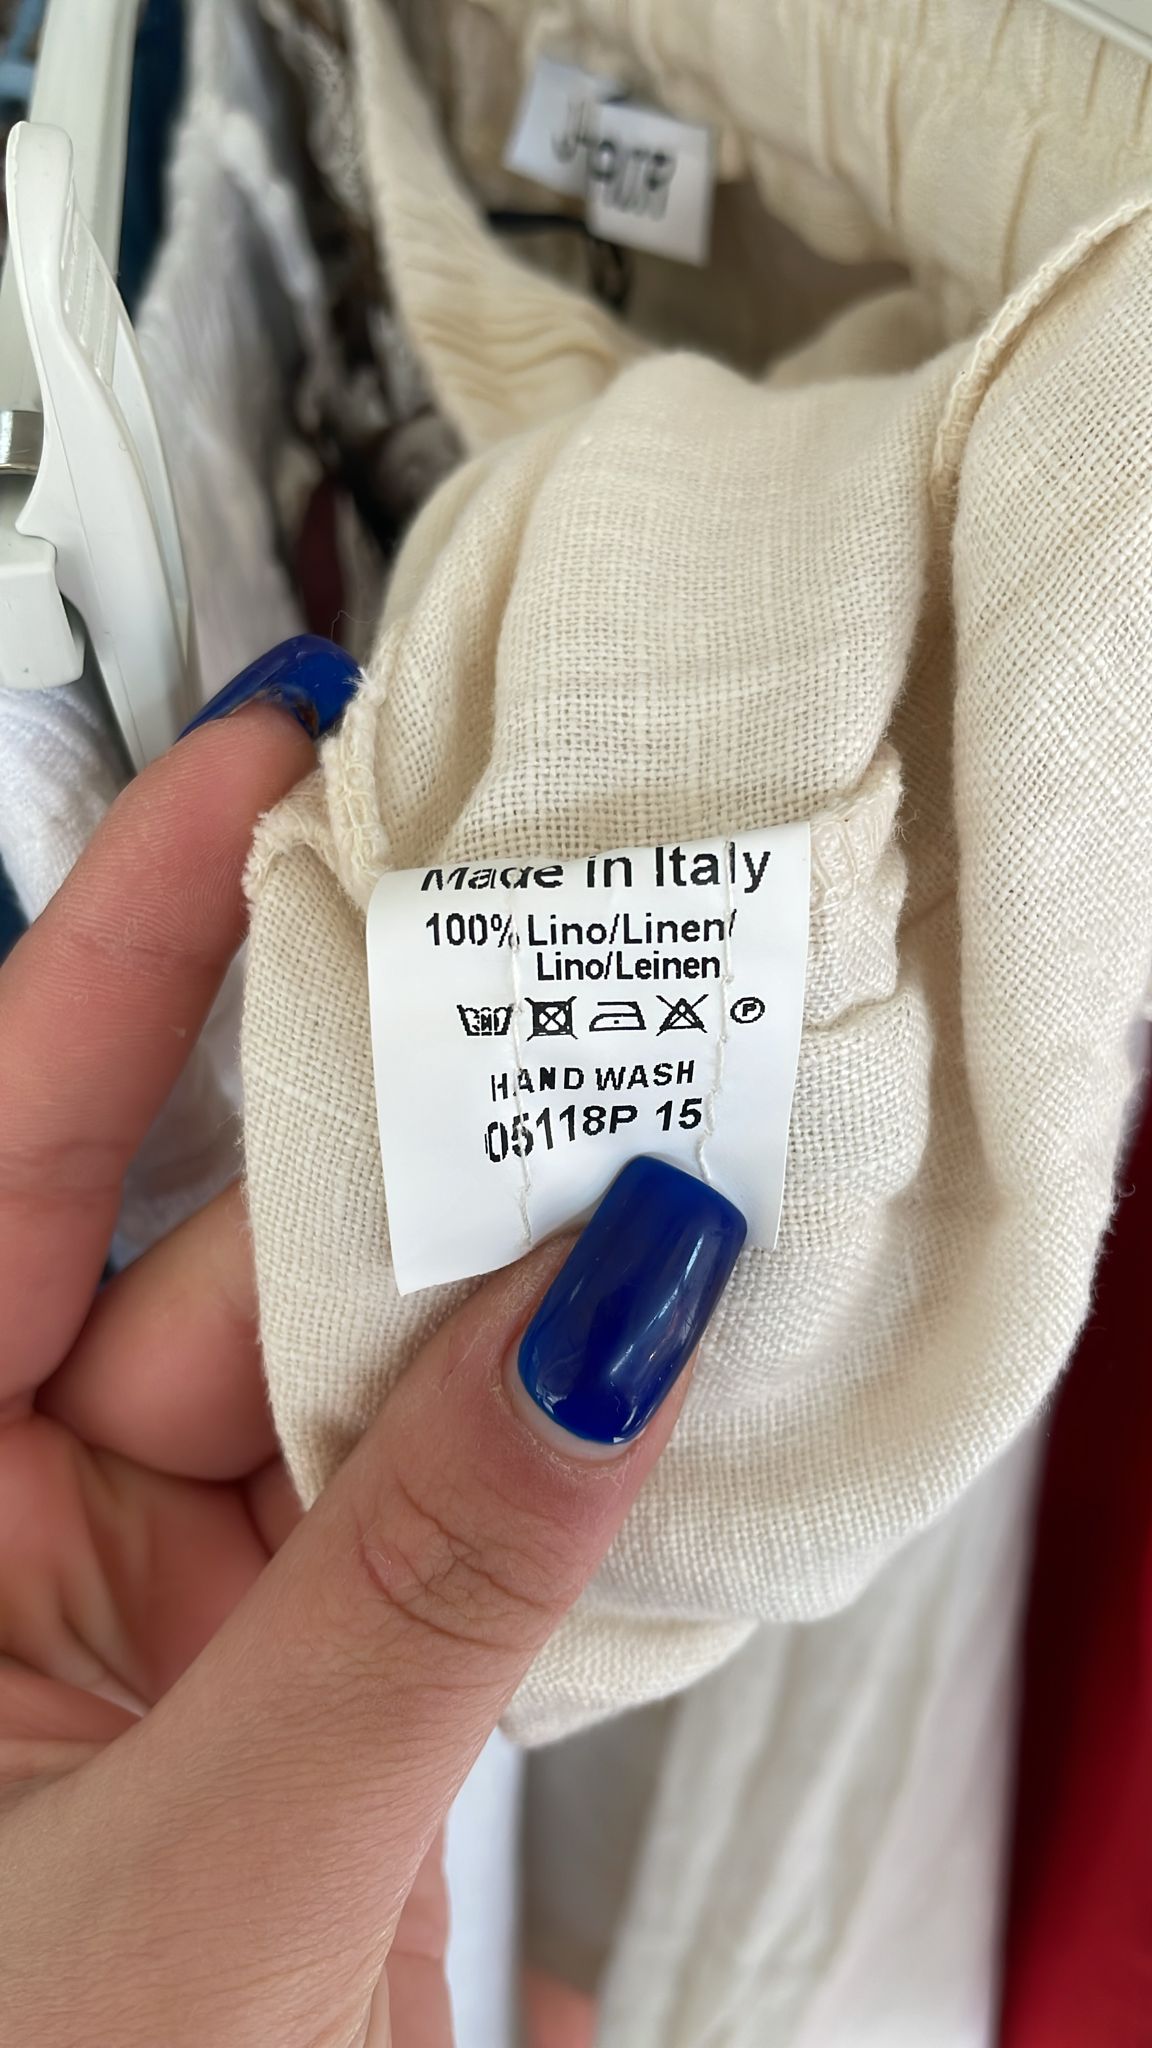 Made in Italy
100% Lino/Linen/
Lino/Leinen
P
HAND WASH
05118P 15